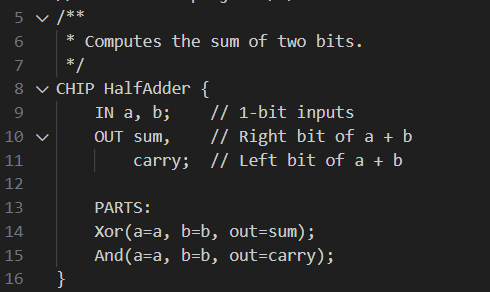 5 /**
6  * Computes the sum of two bits.
7  */
8 CHIP HalfAdder {
9     IN a, b;    // 1-bit inputs
10     OUT sum,    // Right bit of a + b
11         carry;  // Left bit of a + b
12
13     PARTS:
14     Xor(a=a, b=b, out=sum);
15     And(a=a, b=b, out=carry);
16 }